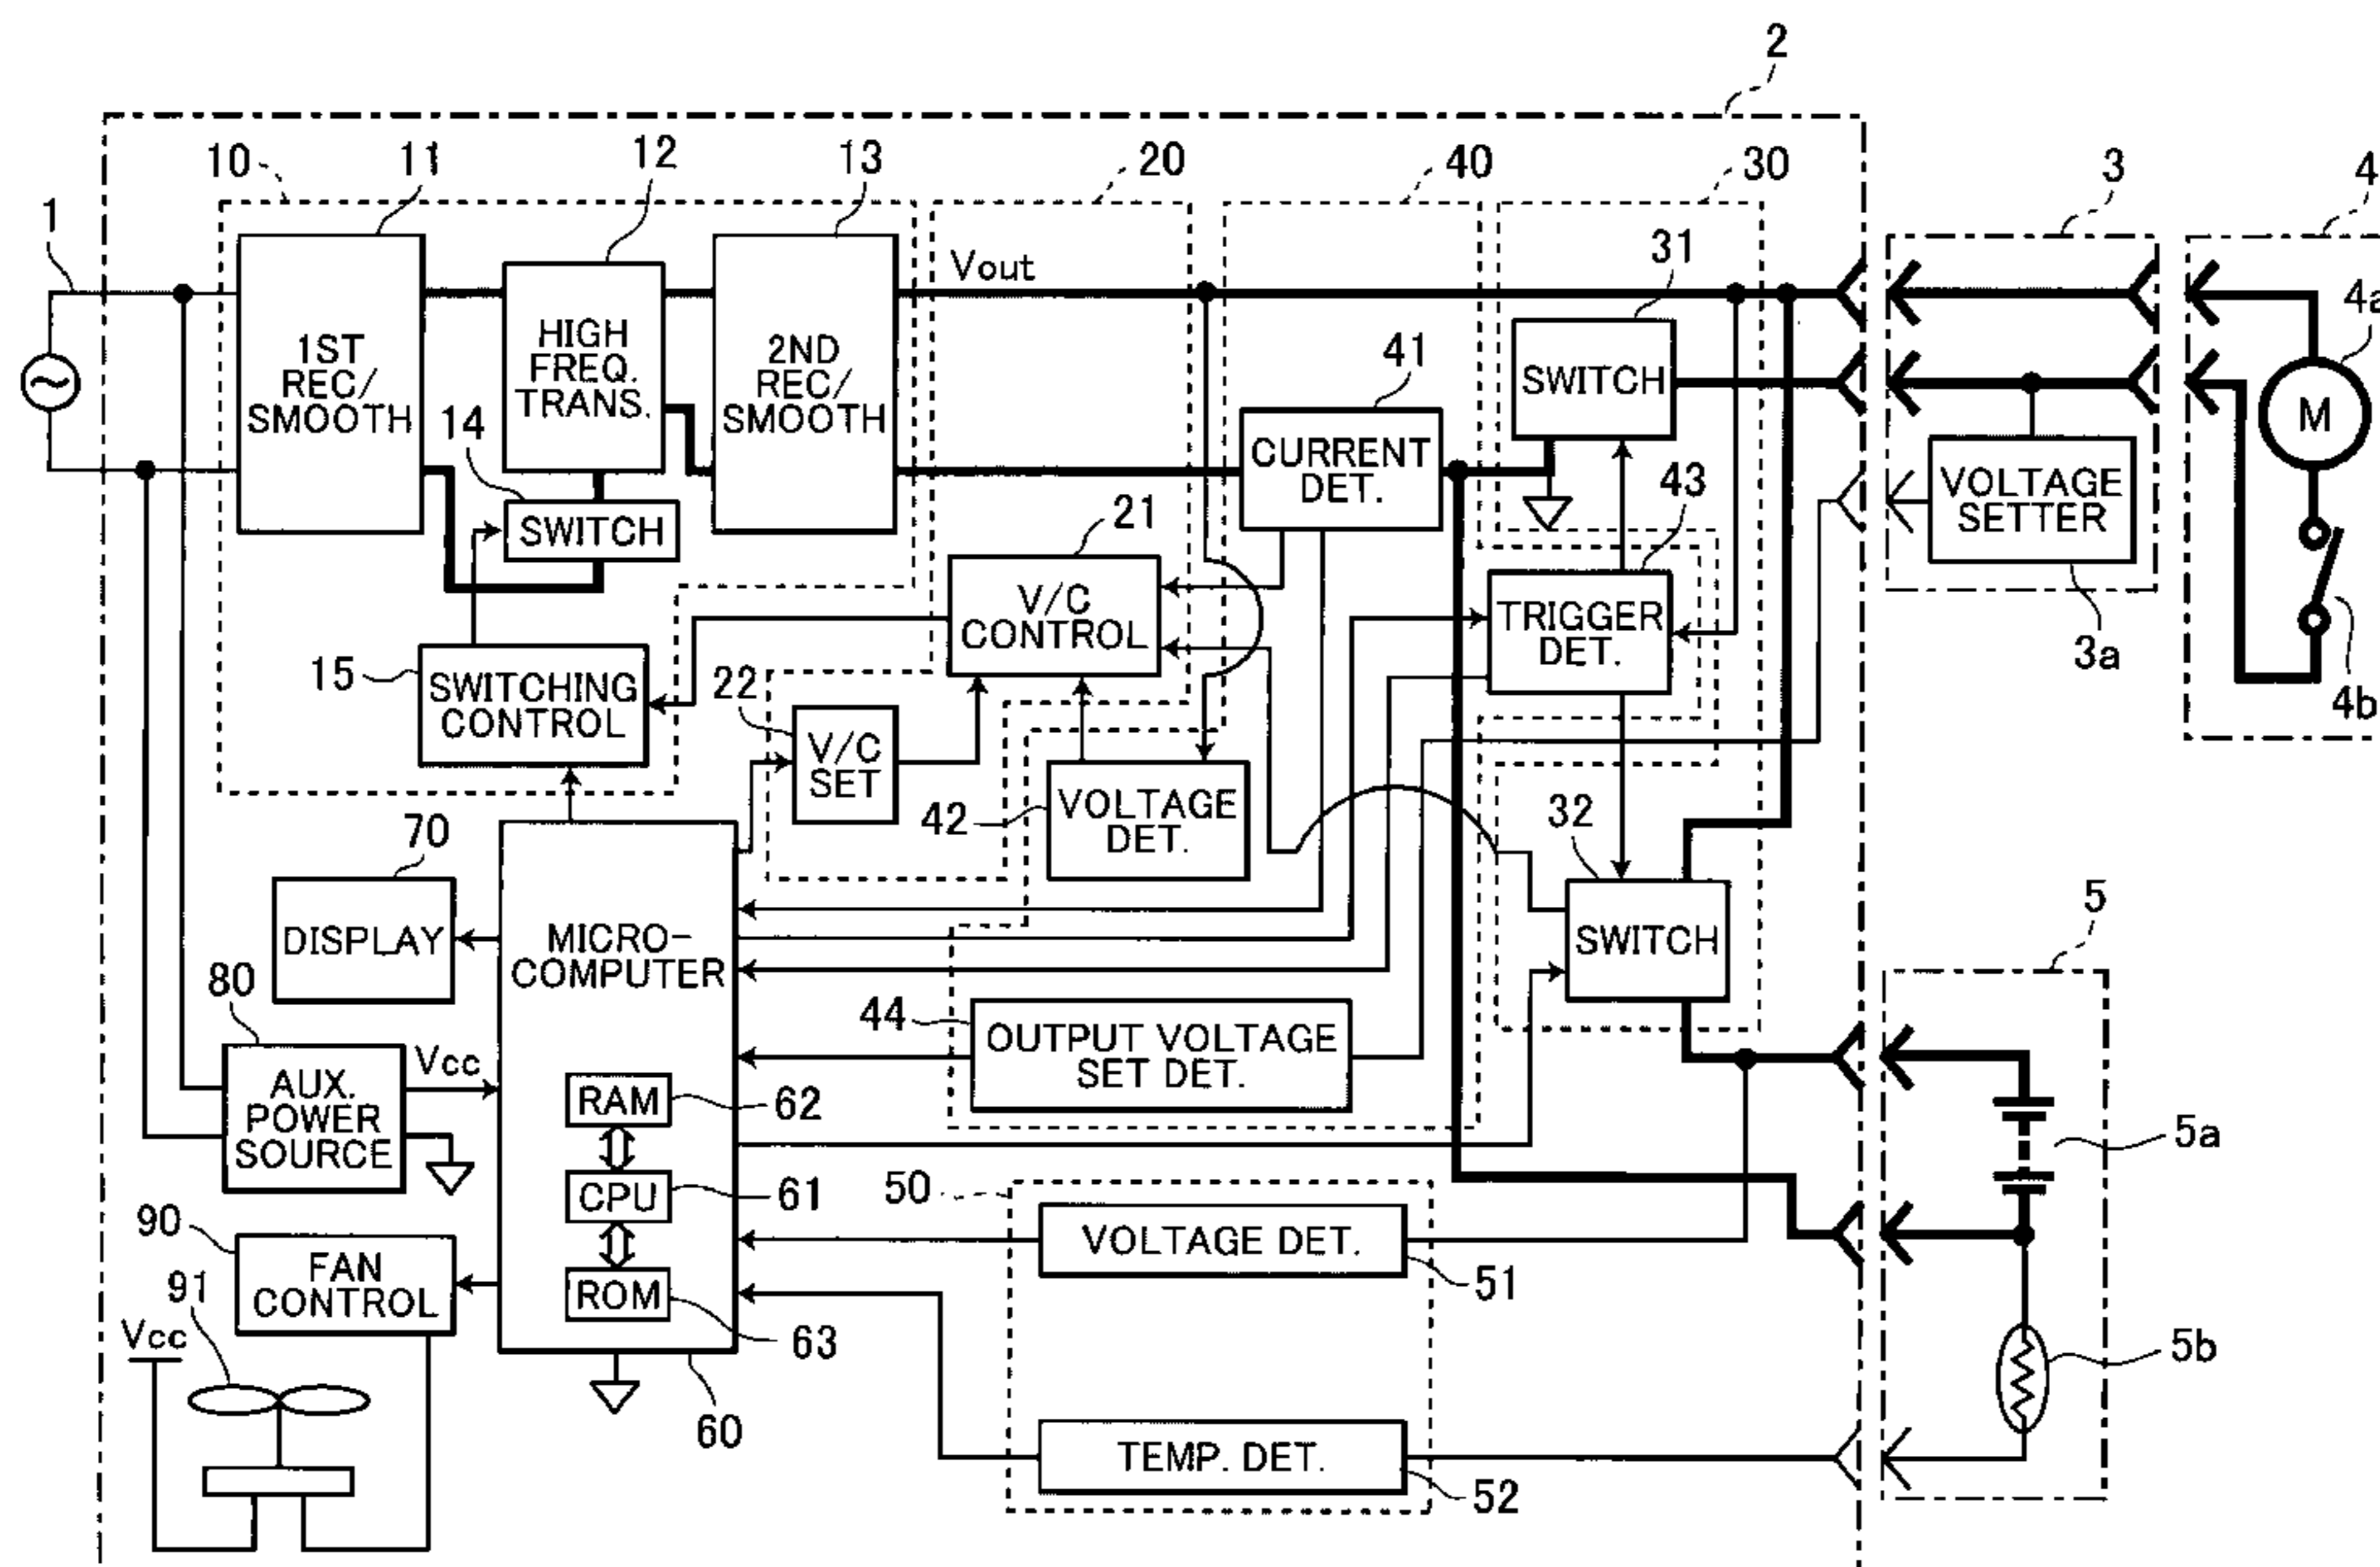 2
10
11
12
13
20
40
30
3
4
1
Vout
31
4a
1ST
REC/
SMOOTH
HIGH
FREQ.
TRANS.
2ND
REC/
SMOOTH
41
SWITCH
M
14
CURRENT
DET.
43
VOLTAGE
SETTER
SWITCH
21
V/C
CONTROL
TRIGGER
DET.
3a
4b
15
SWITCHING
CONTROL
22
V/C
SET
42
VOLTAGE
DET.
32
70
DISPLAY
MICRO-
COMPUTER
SWITCH
5
80
44
OUTPUT VOLTAGE
SET DET.
Vcc
AUX.
POWER
SOURCE
RAM
62
5a
CPU
61
50
90
FAN
CONTROL
VOLTAGE DET.
51
ROM
63
91
Vcc
5b
60
TEMP. DET.
52